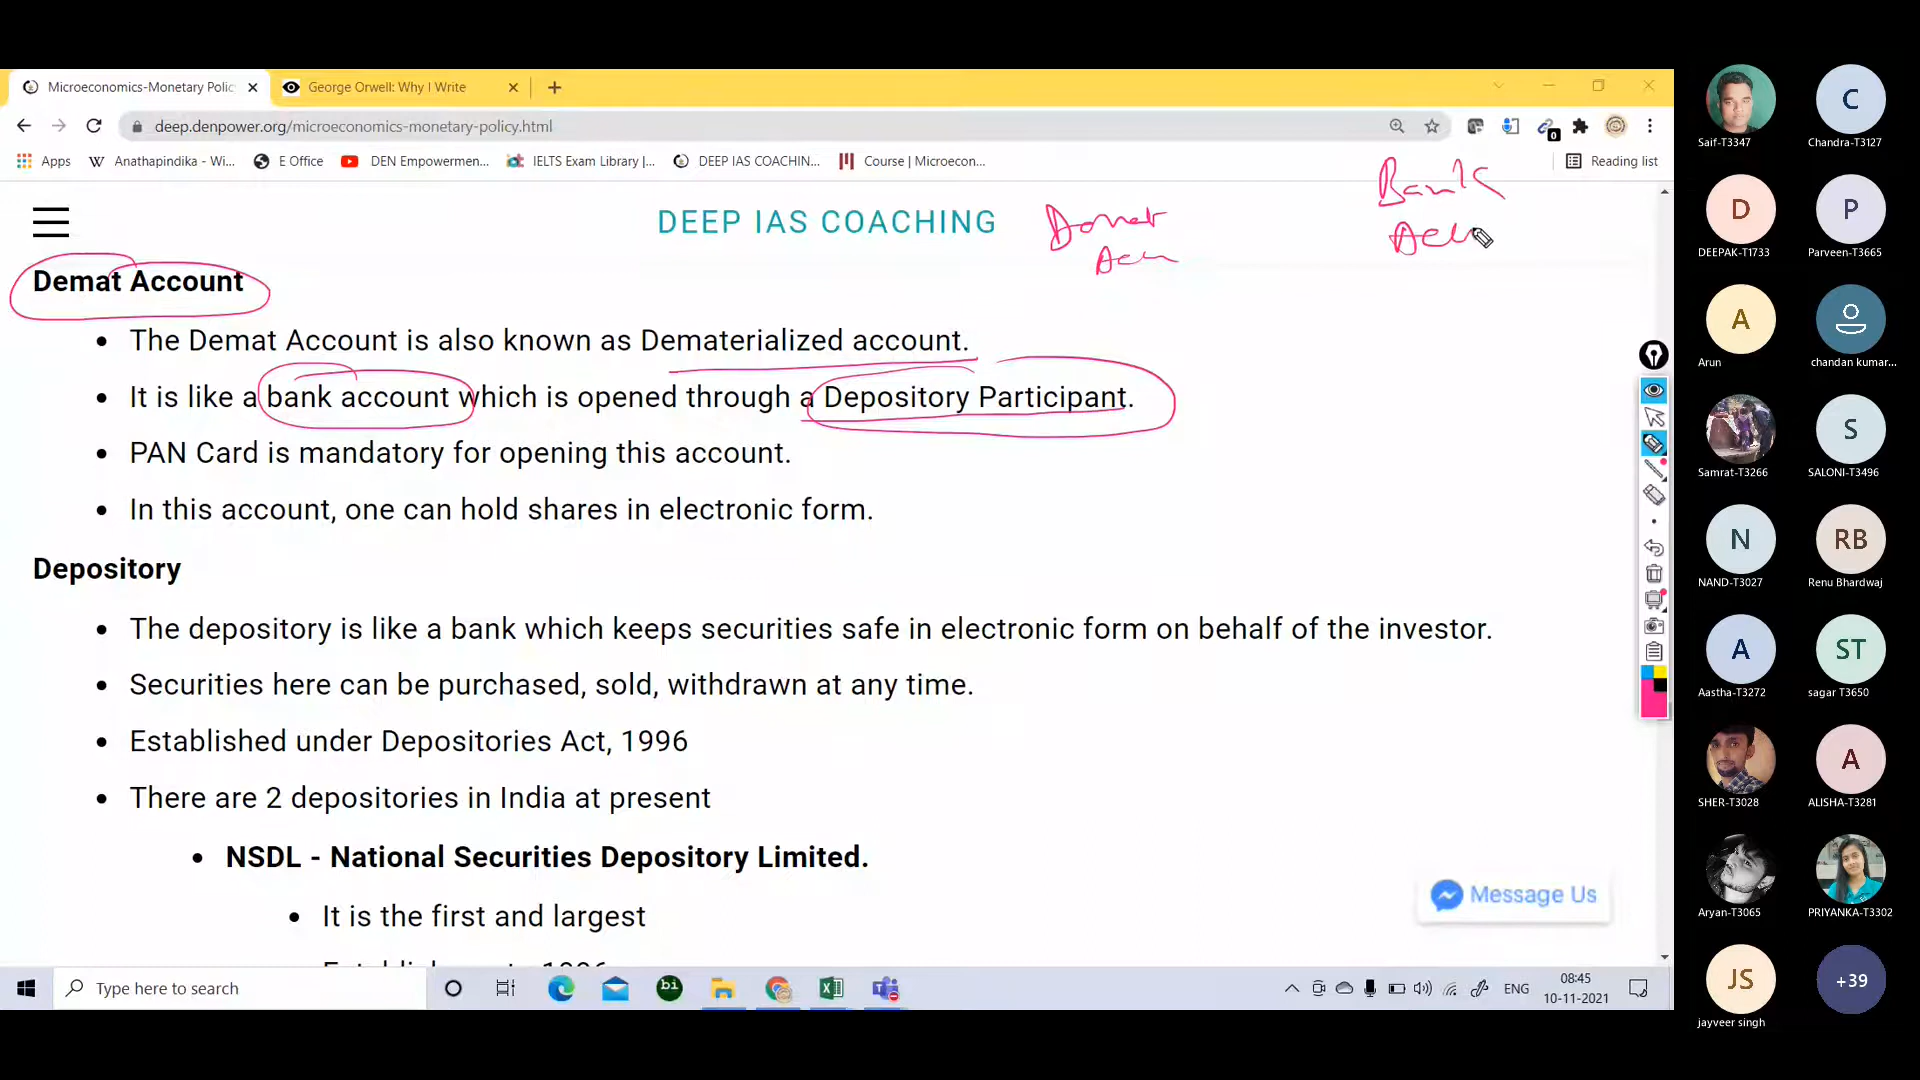 Microeconomics-Monetary Polic
George Orwell: Why I Write
deep.denpower.org/microeconomics-monetary-policy.html
0
Apps
Anathapindika - Wi...
E Office
DEN Empowermen...
IELTS Exam Library |...
DEEP IAS COACHIN...
Course | Microecon...
Reading list
DEEP IAS COACHING
Demat
Bank
Demat Account
• The Demat Account is also known as Dematerialized account.
• It is like a bank account which is opened through a Depository Participant.
• PAN Card is mandatory for opening this account.
• In this account, one can hold shares in electronic form.
Depository
• The depository is like a bank which keeps securities safe in electronic form on behalf of the investor.
• Securities here can be purchased, sold, withdrawn at any time.
• Established under Depositories Act, 1996
• There are 2 depositories in India at present
• NSDL - National Securities Depository Limited.
• It is the first and largest
Message Us
Type here to search
bi
ENG
08:45
10-11-2021
Saif-T3347
C
Chandra-T3127
D
DEEPAK-T1733
P
Parveen-T3665
A
Arun
chandan kumar...
Samrat-T3266
S
SALONI-T3496
N
NAND-T3027
RB
Renu Bhardwaj
A
Aastha-T3272
ST
sagar T3650
SHER-T3028
A
ALISHA-T3281
Aryan-T3065
PRIYANKA-T3302
JS
jayveer singh
+39